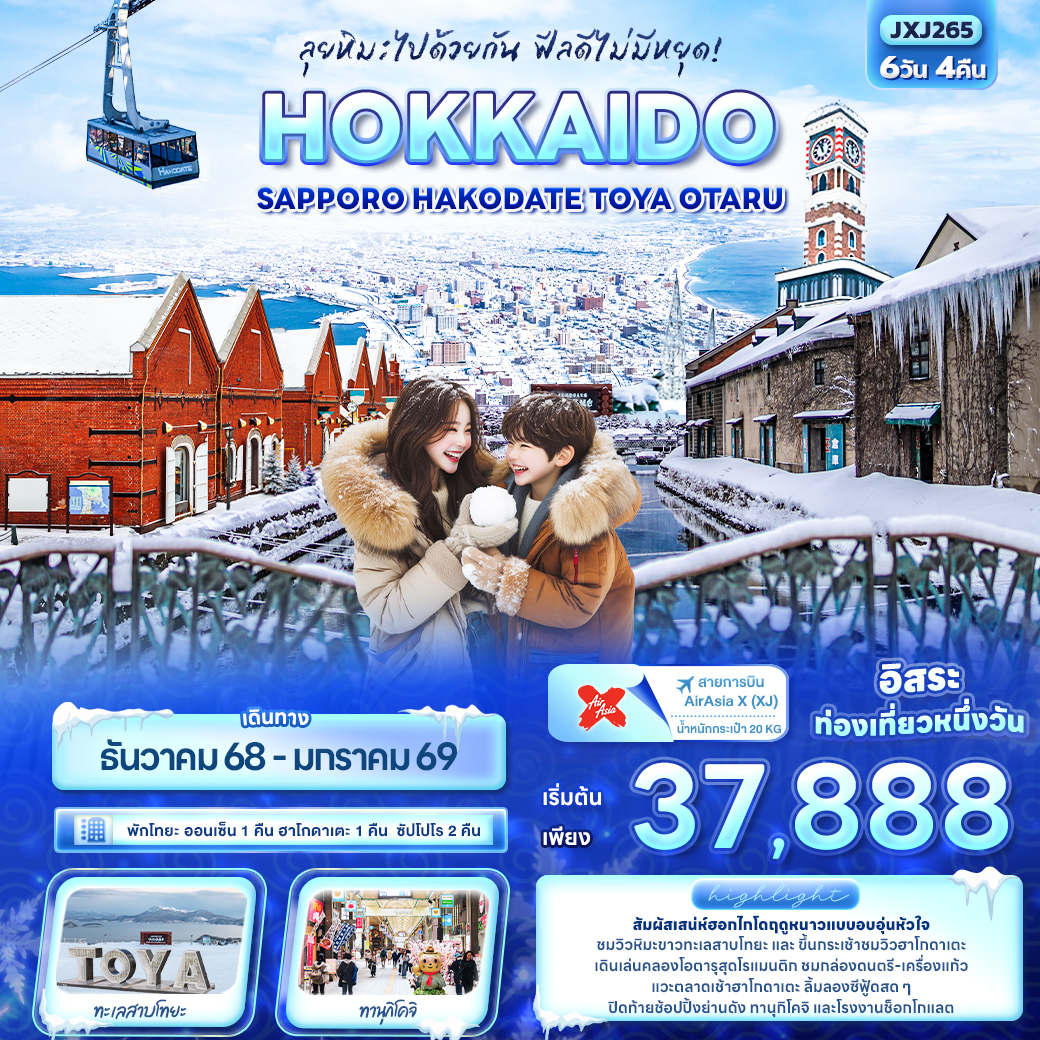 JXJ265
6วัน 4คืน
ลุยหิมะไปด้วยกัน ฟีลดีไม่มีหยุด!
HOKKAIDO
SAPPORO HAKODATE TOYA OTARU
HAKODATE
Air Asia
สายการบิน
AirAsia X (XJ)
น้ำหนักกระเป๋า 20 KG
อิสระ
ท่องเที่ยวหนึ่งวัน
เดินทาง
ธันวาคม 68 - มกราคม 69
เริ่มต้น
เพียง
37,888
พักโทยะ ออนเซ็น 1 คืน ฮาโกดาเตะ 1 คืน ซัปโปโร 2 คืน
TOYA
ทะเลสาบโทยะ
ทานุกิโคจิ
highlight
สัมผัสเสน่ห์ฮอกไกโดฤดูหนาวแบบอบอุ่นหัวใจ
ชมวิวหิมะขาวทะเลสาบโทยะ และ ขึ้นกระเช้าชมวิวฮาโกดาเตะ
เดินเล่นคลองโอตารุสุดโรแมนติก ชมกล่องดนตรี-เครื่องแก้ว
แวะตลาดเช้าฮาโกดาเตะ ลิ้มลองซีฟู้ดสด ๆ
ปิดท้ายช้อปปิ้งย่านดัง ทานุกิโคจิ และโรงงานช็อกโกแลต